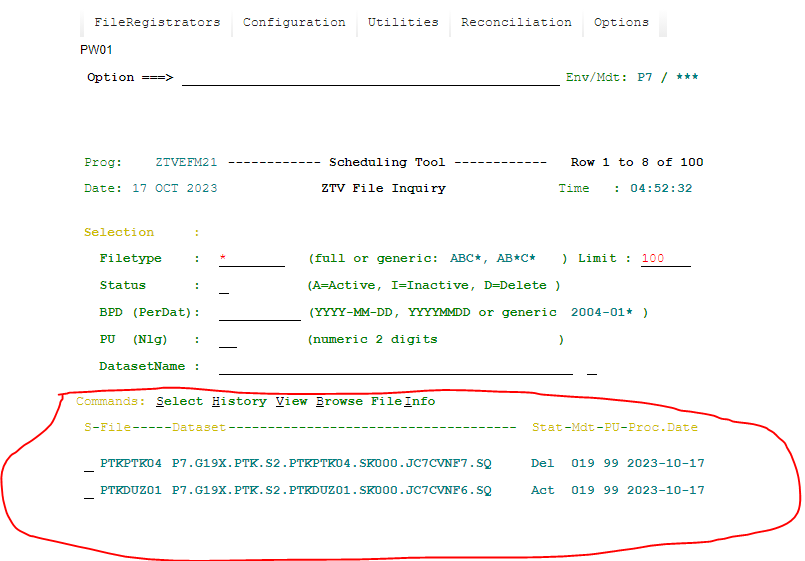 FileRegistrators Configuration Utilities Reconciliation Options
PW01
Option ===> Env/Mdt: P7 / ***
Prog: ZTVEFM21 ------------ Scheduling Tool ------------ Row 1 to 8 of 100
Date: 17 OCT 2023 ZTV File Inquiry Time : 04:52:32
Selection :
Filetype : * (full or generic: ABC*, AB*C* ) Limit : 100
Status : _ (A=Active, I=Inactive, D=Delete )
BPD (PerDat): (YYYY-MM-DD, YYYYMMDD or generic 2004-01* )
PU (Nlg) : (numeric 2 digits )
DatasetName :
Commands: Select History View Browse FileInfo
S-File-----Dataset------------------------------------- Stat-Mdt-PU-Proc.Date
_ PTKPTK04 P7.G19X.PTK.S2.PTKPTK04.SK000.JC7CVNF7.SQ Del 019 99 2023-10-17
_ PTKDUZ01 P7.G19X.PTK.S2.PTKDUZ01.SK000.JC7CVNF6.SQ Act 019 99 2023-10-17